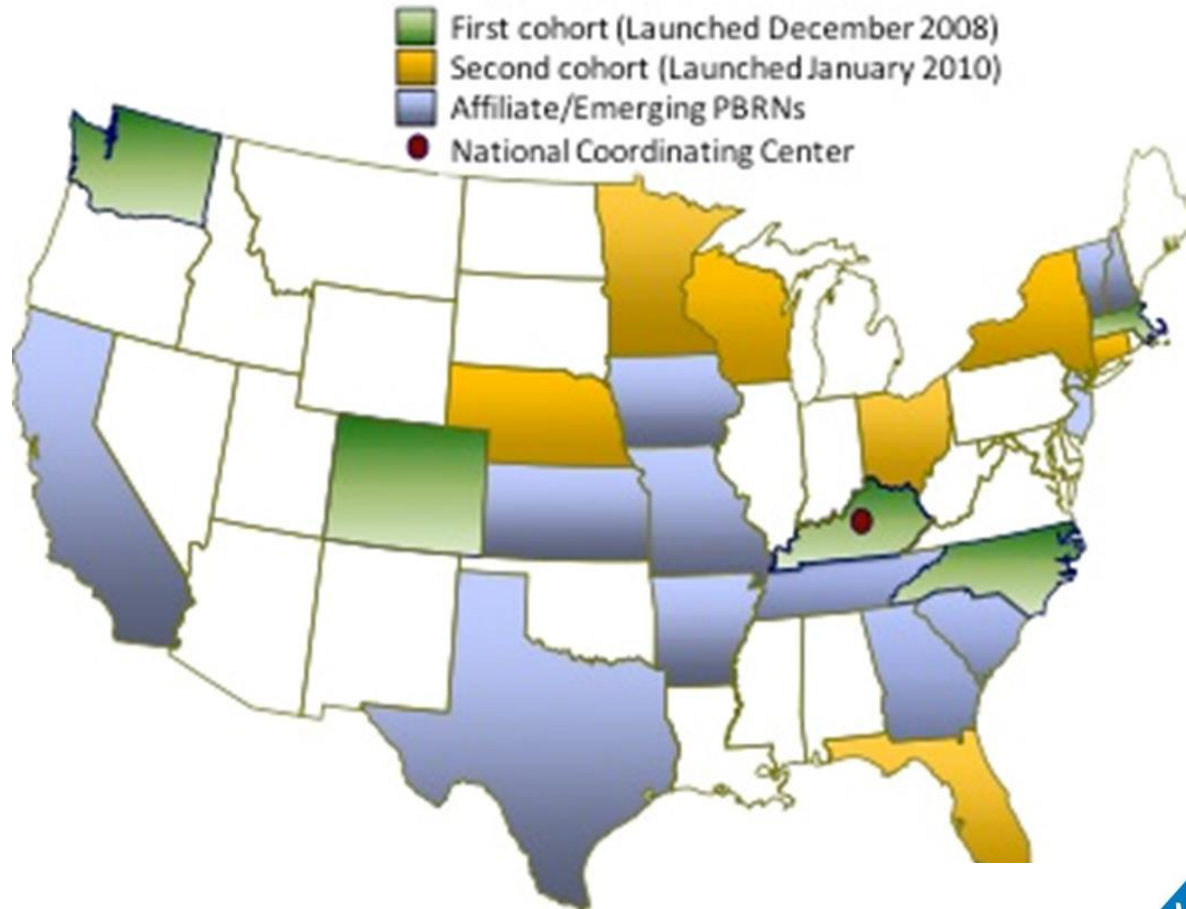 First cohort (Launched December 2008)
Second cohort (Launched January 2010)
Affiliate/Emerging PBRNs
National Coordinating Center